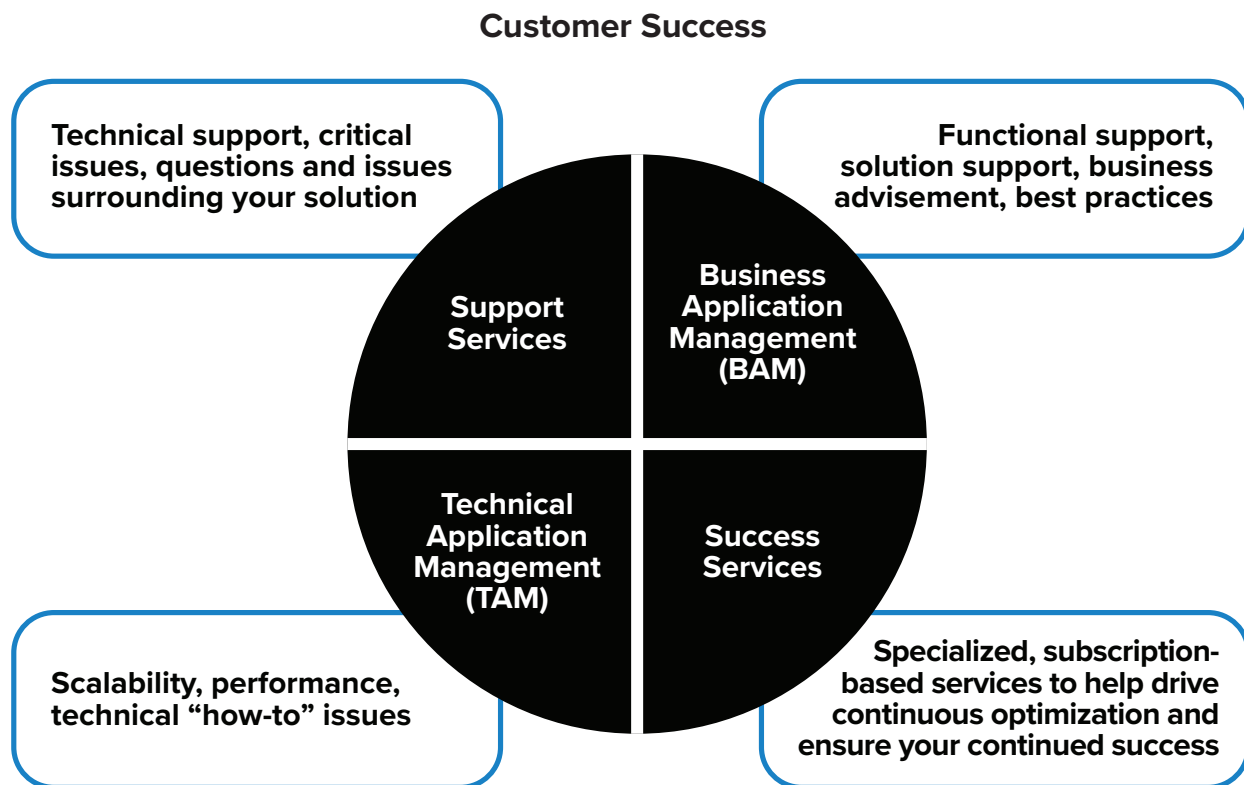 Customer Success
Technical support, critical
issues, questions and issues
surrounding your solution
Functional support,
solution support, business
advisement, best practices
Support
Services
Business
Application
Management
(BAM)
Technical
Application
Management
(TAM)
Success
Services
Scalability, performance,
technical “how-to” issues
Specialized, subscription-
based services to help drive
continuous optimization and
ensure your continued success